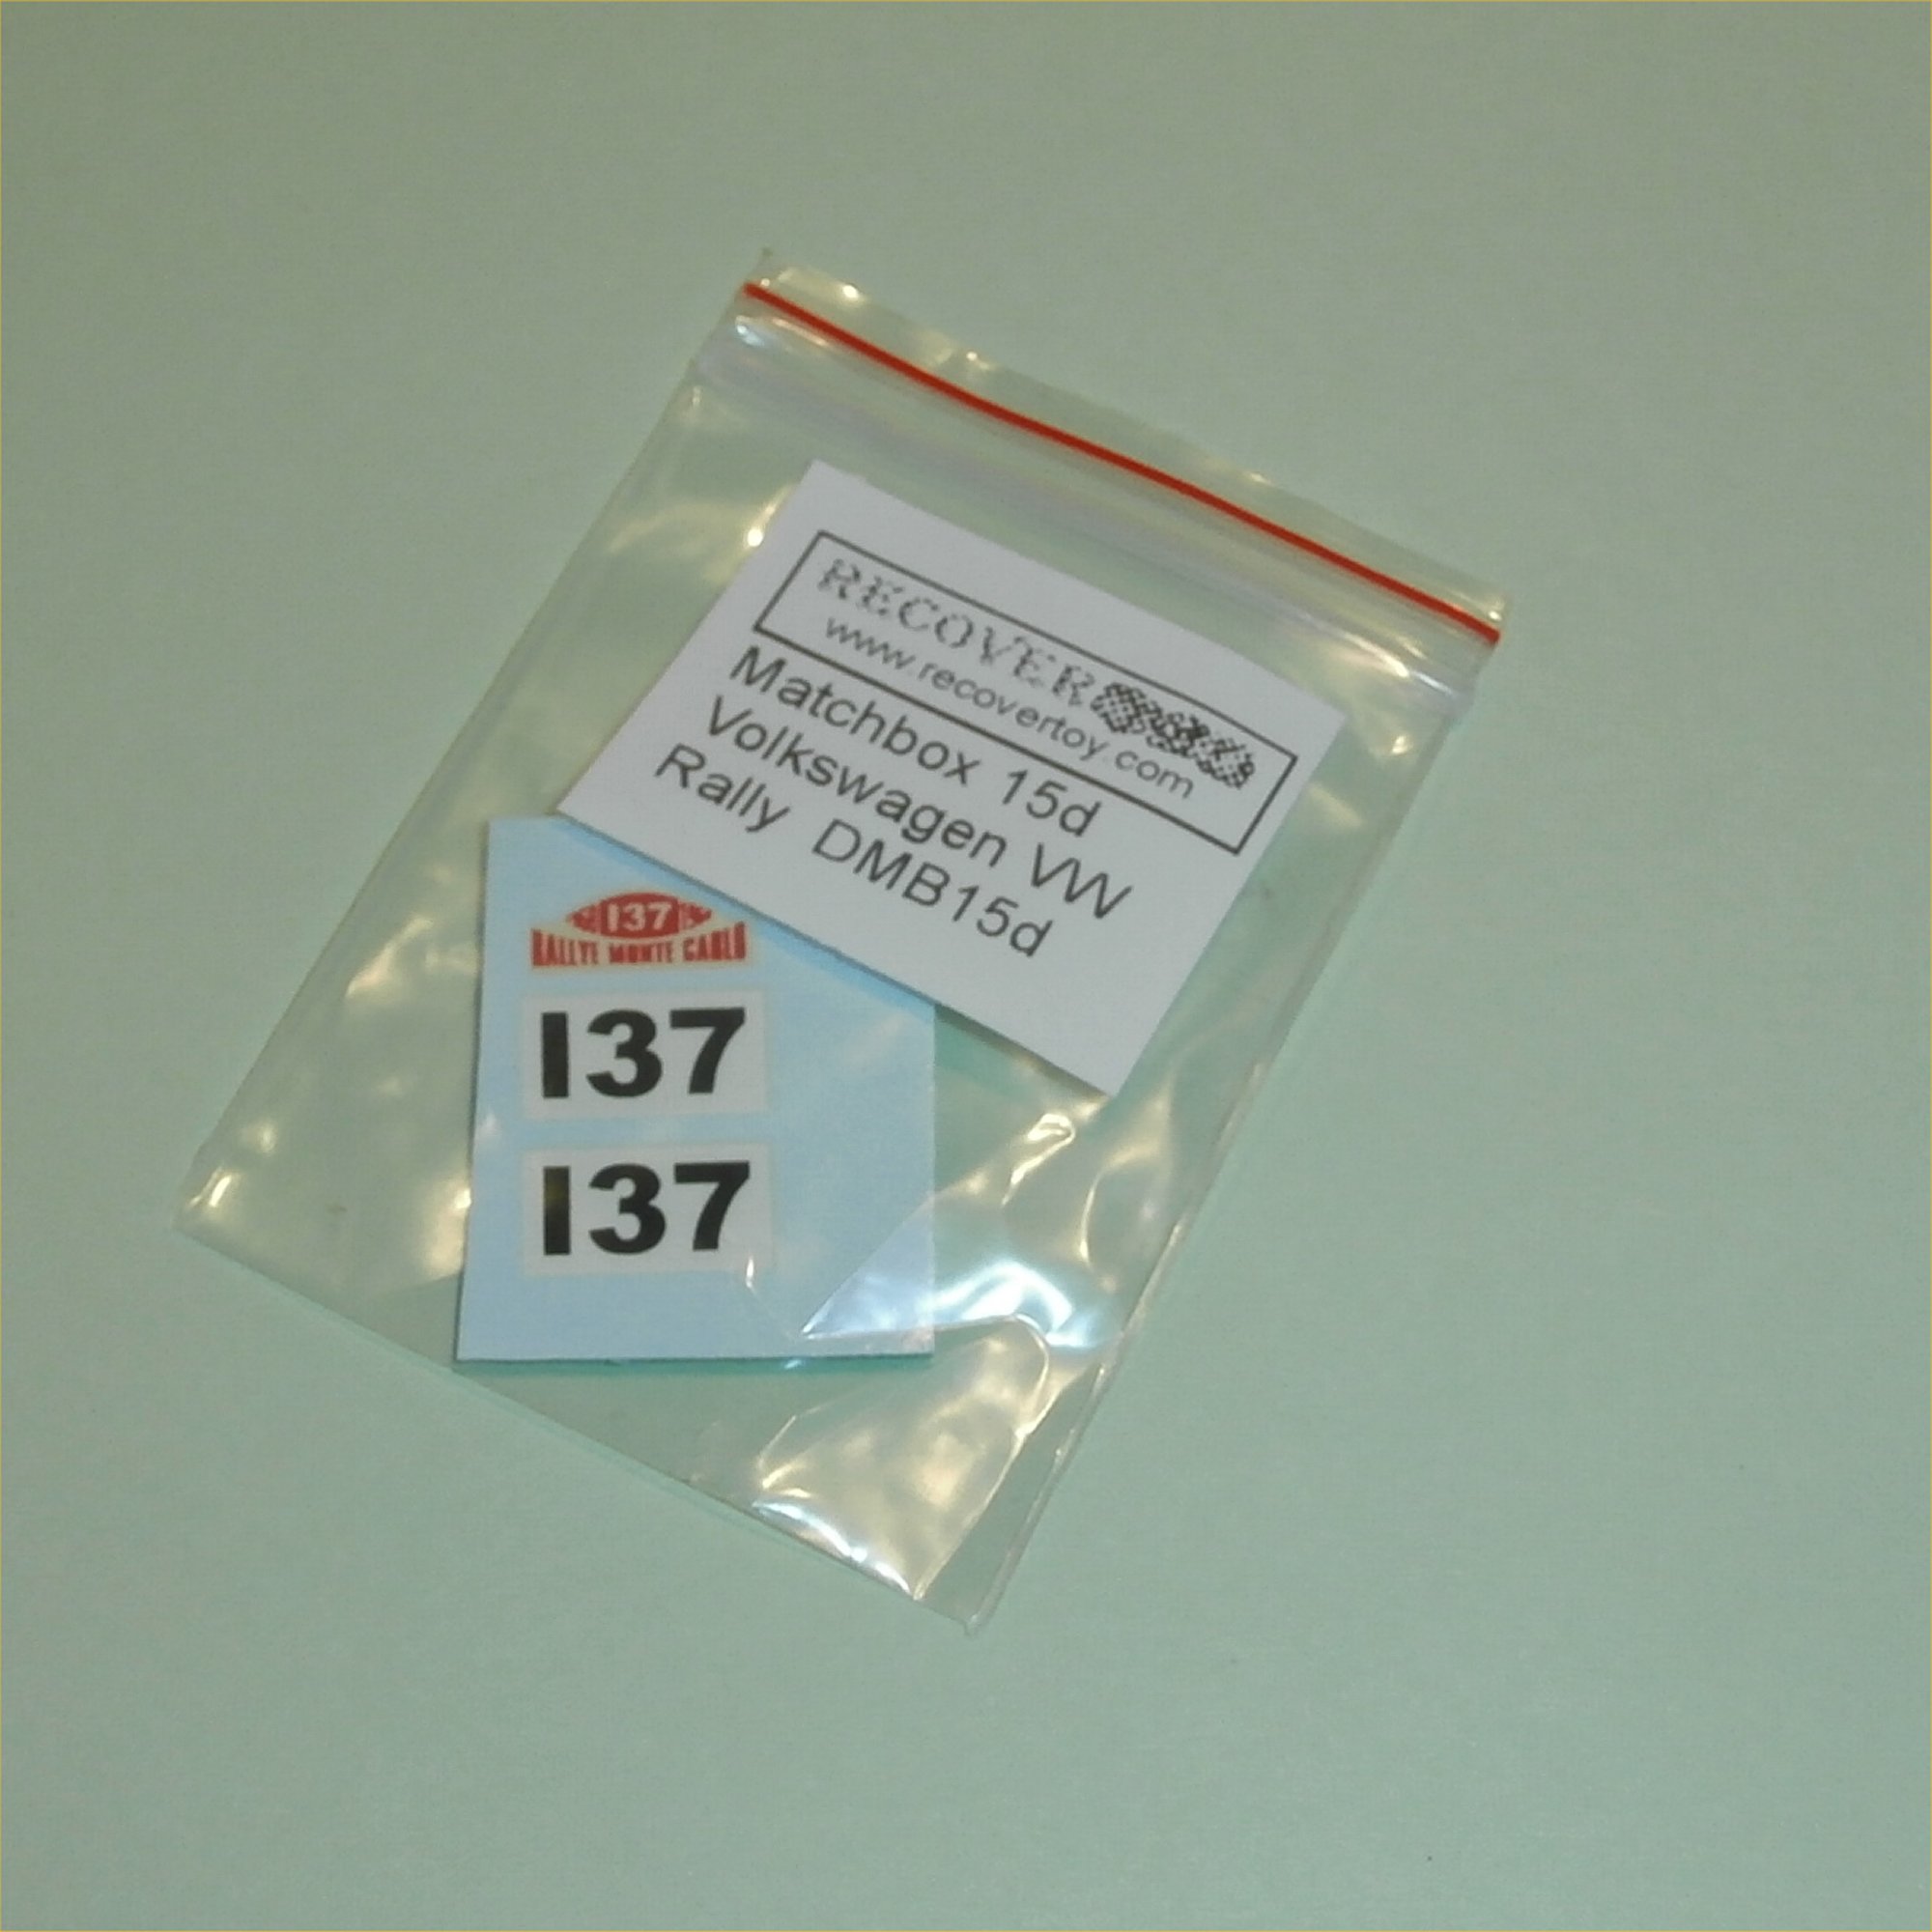 RECOVER
www.recovertoy.com
Matchbox 15d
Volkswagen VW
Rally DMB15d
137
RALLYE MONTE CARLO
137
137